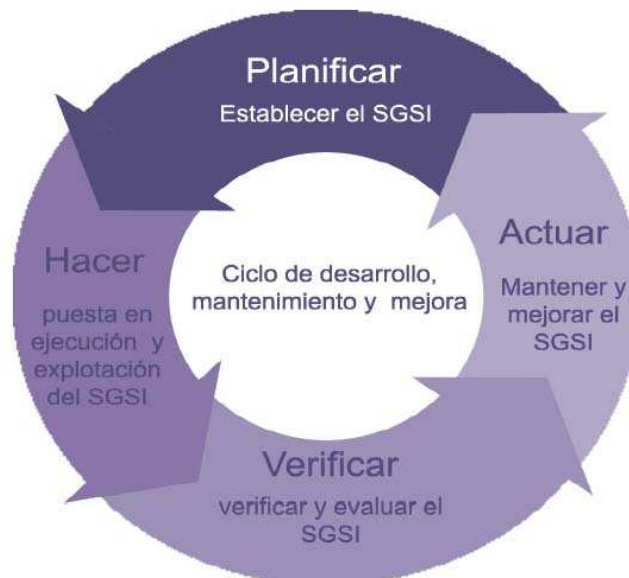 Planificar
Establecer el SGSI
Hacer
puesta en
ejecución y
explotación
del SGSI
Ciclo de desarrollo,
mantenimiento y mejora
Actuar
Mantener y
mejorar el
SGSI
Verificar
verificar y evaluar el
SGSI